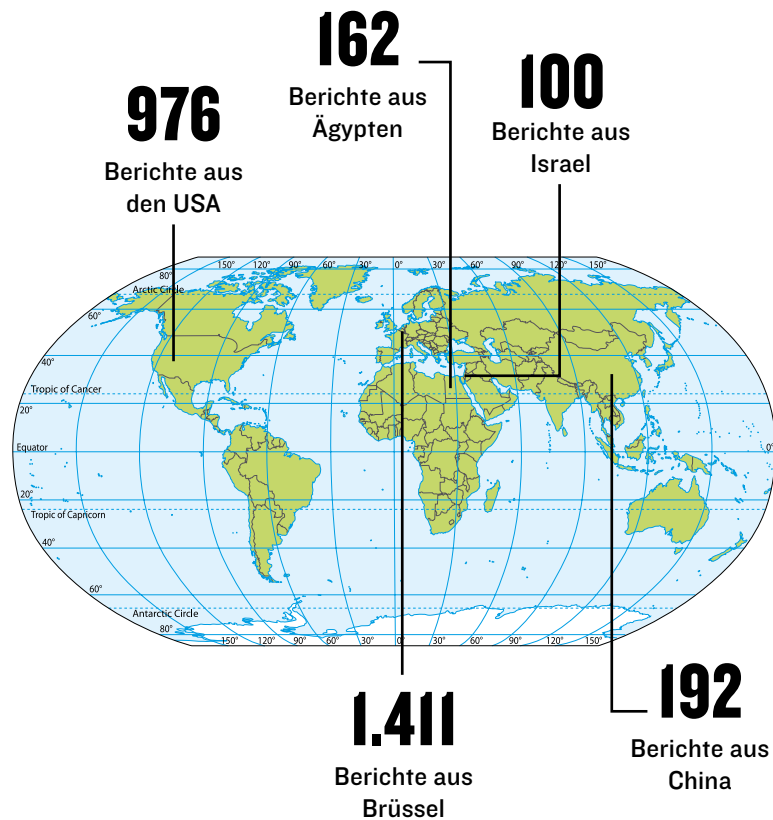 162
Berichte aus
Ägypten
100
Berichte aus
Israel
976
Berichte aus
den USA
150° 120° 90° 60° 30° 0° 30° 60° 90° 120° 150°
80°
Arctic Circle
60°
40°
Tropic of Cancer
20°
Equator 0°
20°
Tropic of Capricorn
40°
60°
Antarctic Circle
80°
150° 120° 90° 60° 30° 0° 30° 60° 90° 120° 150°
1.411
Berichte aus
Brüssel
192
Berichte aus
China